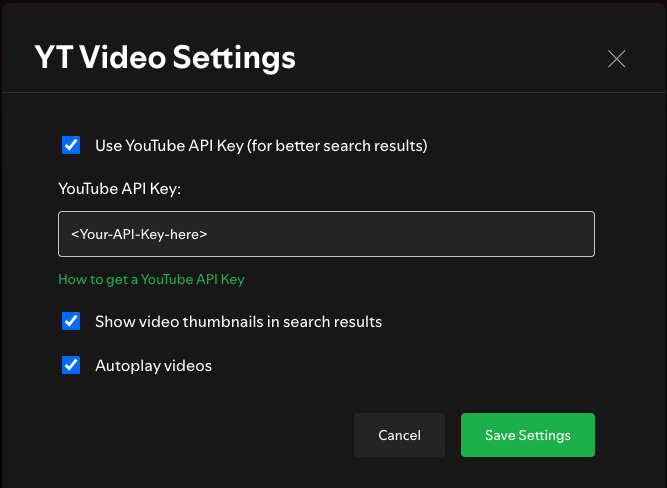 YT Video Settings
Use YouTube API Key (for better search results)
YouTube API Key:
<Your-API-Key-here>
How to get a YouTube API Key
Show video thumbnails in search results
Autoplay videos
Cancel
Save Settings